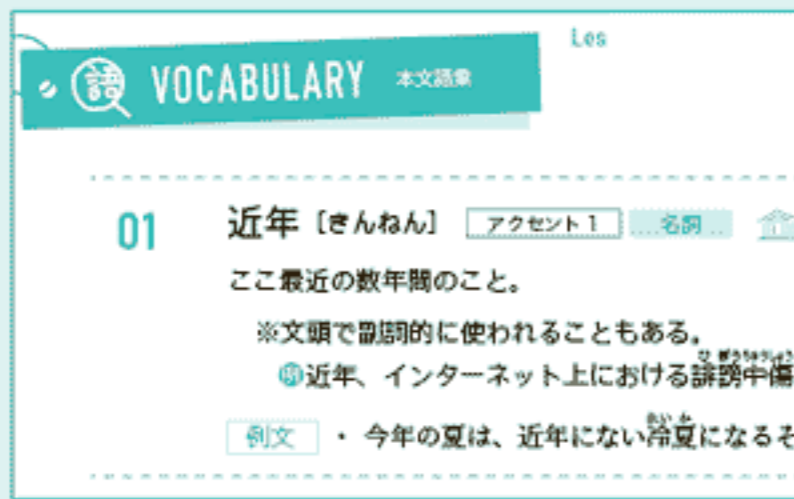 Les
語 VOCABULARY 本文語彙
01 近年［きんねん］ アクセント1 名詞
ここ最近の数年間のこと。
※文頭で副詞的に使われることもある。
例近年、インターネット上における誹謗中傷
例文 ・ 今年の夏は、近年にない冷夏になるそ